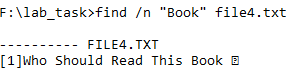 F:\lab_task>find /n "Book" file4.txt
---------- FILE4.TXT
[1]Who Should Read This Book